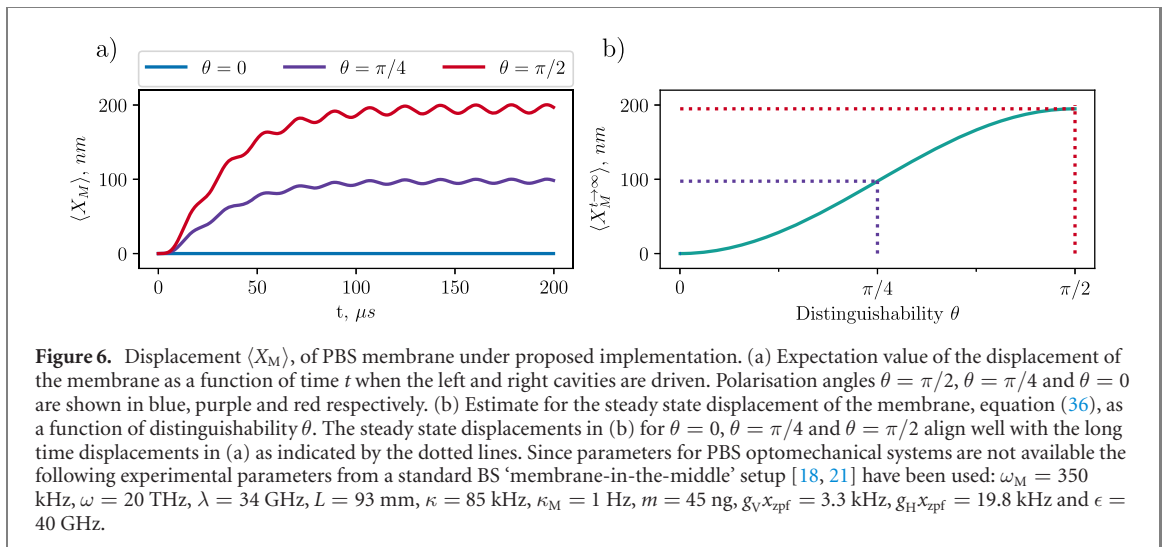 a)
θ = 0 θ = π/4 θ = π/2
200
100
0
⟨X_M⟩, nm
0 50 100 150 200
t, μs
b)
200
100
0
⟨X_M^{t→∞}⟩, nm
0 π/4 π/2
Distinguishability θ
Figure 6. Displacement ⟨X_M⟩, of PBS membrane under proposed implementation. (a) Expectation value of the displacement of
the membrane as a function of time t when the left and right cavities are driven. Polarisation angles θ = π/2, θ = π/4 and θ = 0
are shown in blue, purple and red respectively. (b) Estimate for the steady state displacement of the membrane, equation (36), as
a function of distinguishability θ. The steady state displacements in (b) for θ = 0, θ = π/4 and θ = π/2 align well with the long
time displacements in (a) as indicated by the dotted lines. Since parameters for PBS optomechanical systems are not available the
following experimental parameters from a standard BS ‘membrane-in-the-middle’ setup [18, 21] have been used: ω_M = 350
kHz, ω = 20 THz, λ = 34 GHz, L = 93 mm, κ = 85 kHz, κ_M = 1 Hz, m = 45 ng, g_V x_zpf = 3.3 kHz, g_H x_zpf = 19.8 kHz and ϵ =
40 GHz.